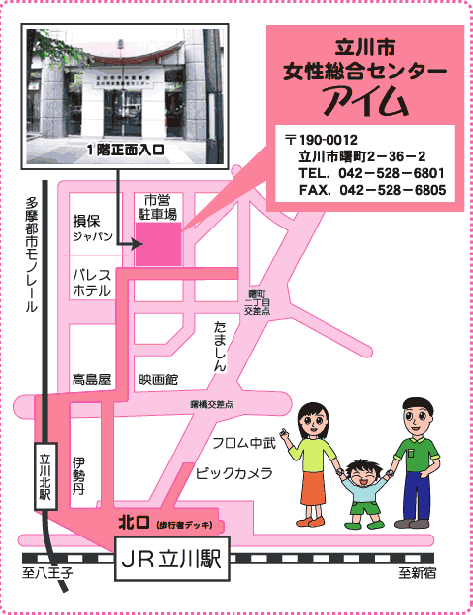 立川市
女性総合センター
アイム
〒190-0012
立川市曙町2－36－2
TEL. 042－528－6801
FAX. 042－528－6805
1階正面入口
多摩都市モノレール
損保
ジャパン
市営
駐車場
パレス
ホテル
曙町
二丁目
交差点
たましん
高島屋
映画館
曙橋交差点
フロム中武
ビックカメラ
立川北駅
伊勢丹
北口（歩行者デッキ）
JR立川駅
至八王子
至新宿